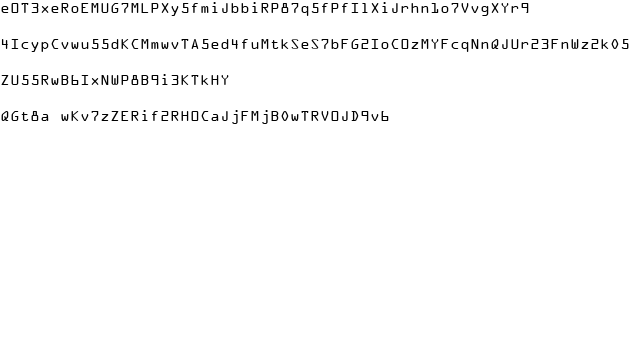 eOT3xeRoEMUG7MLPXy5fmiJbbiRP87q5fPfIlXiJrhn1o7VvgXYr9
4IcypCvwu55dKCMmwvTA5ed4fuMtkSeS7bFG2IoCOzMYFcqNnQJUr23FnWz2k05
ZU55RwB6IxNWP8B9i3KTkHY
QGt8a wKv7zZERif2RHOCaJjFMjB0wTRVOJD9v6